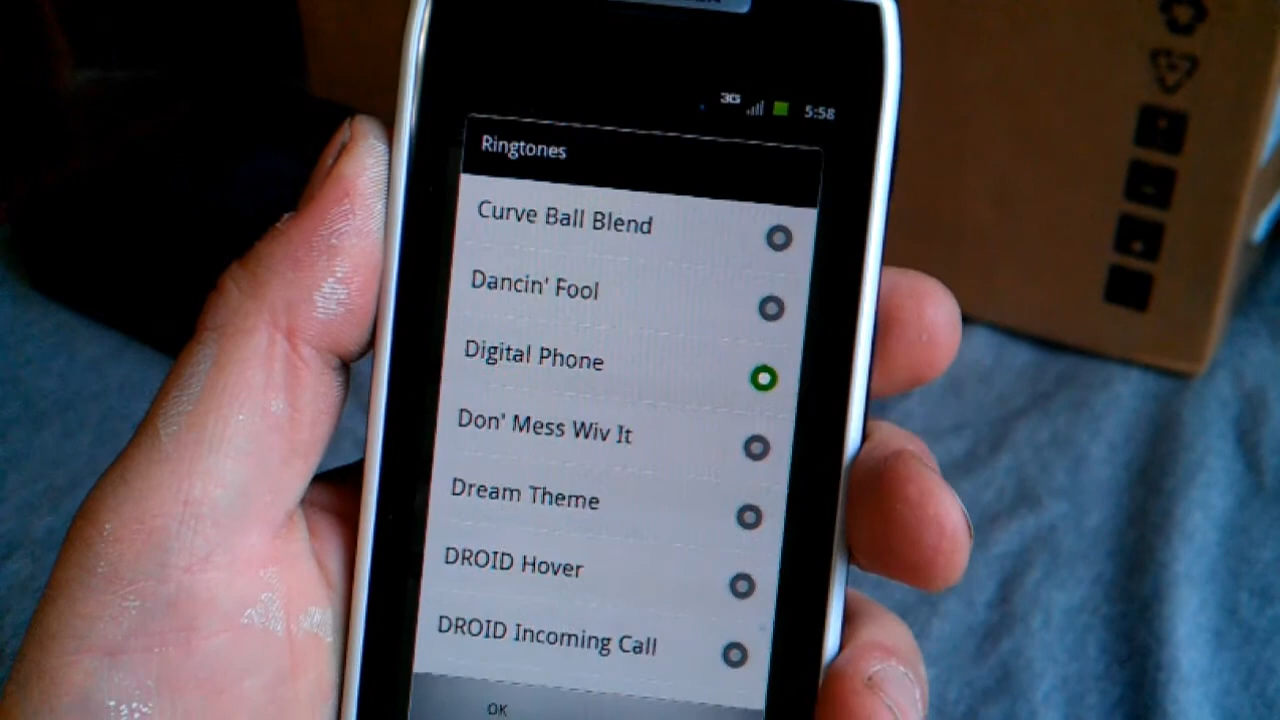 3G 5:58
Ringtones
Curve Ball Blend
Dancin' Fool
Digital Phone
Don' Mess Wiv It
Dream Theme
DROID Hover
DROID Incoming Call
OK